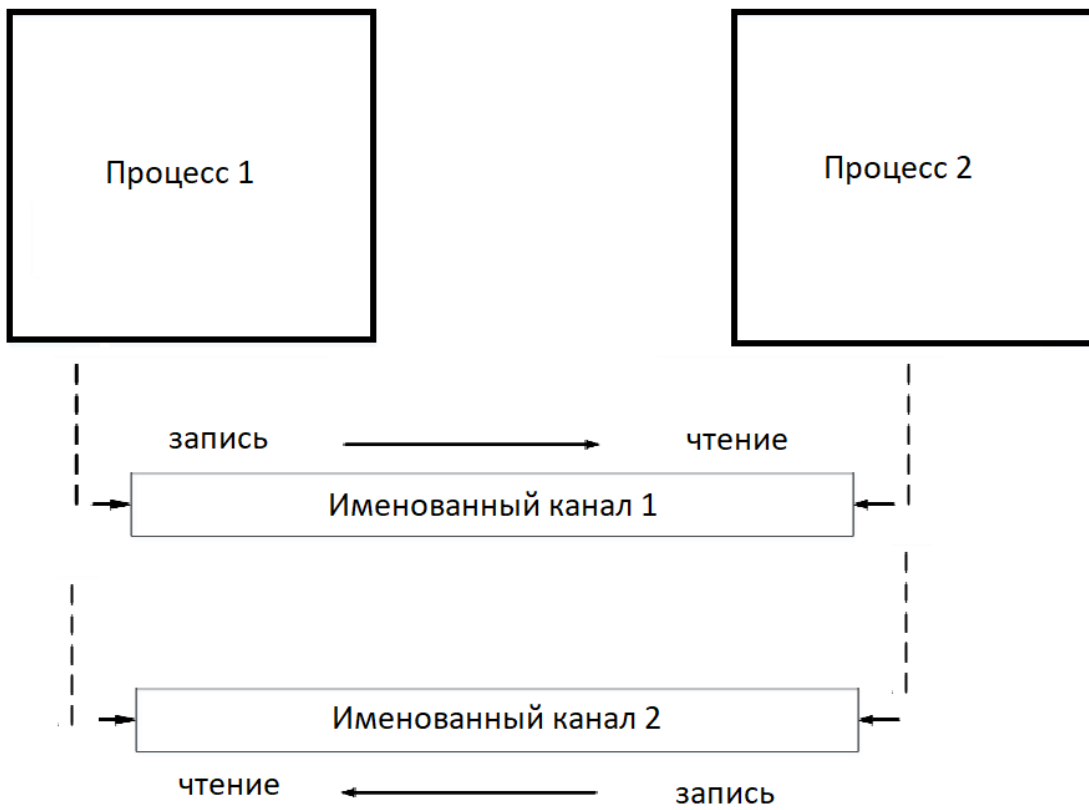 Процесс 1
Процесс 2
запись
чтение
Именованный канал 1
Именованный канал 2
чтение
запись